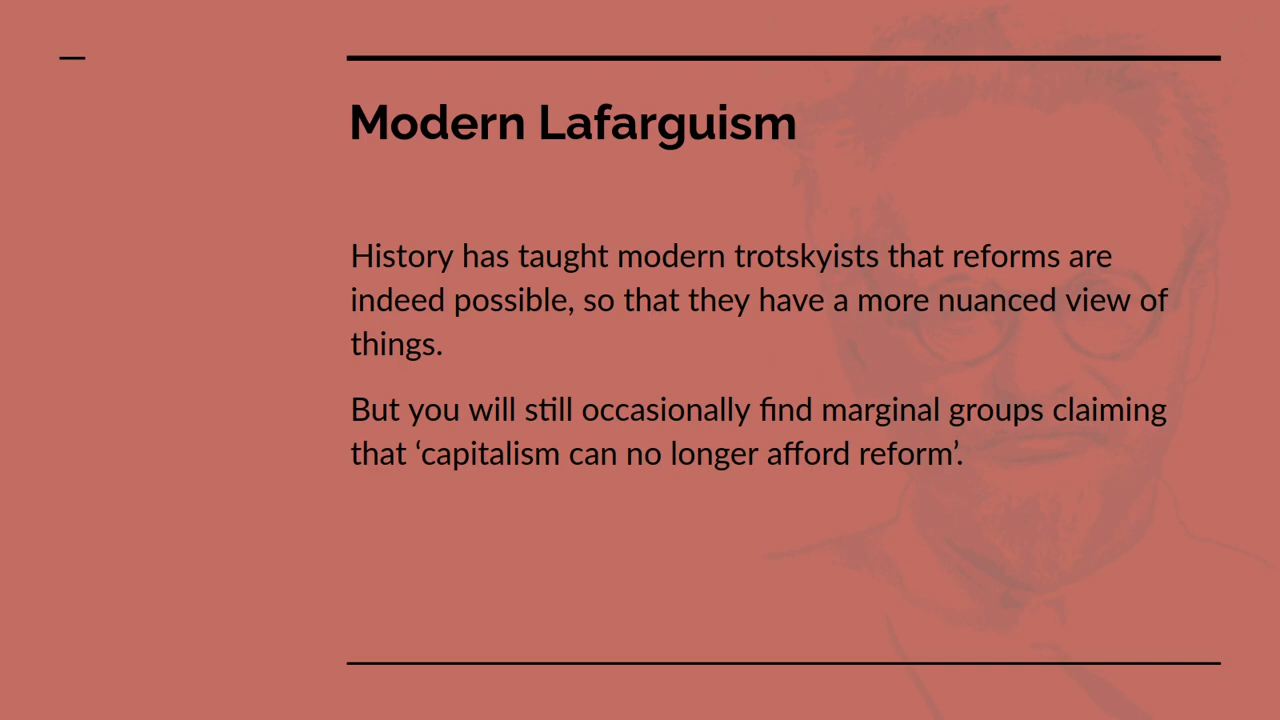 Modern Lafarguism
History has taught modern trotskyists that reforms are
indeed possible, so that they have a more nuanced view of
things.
But you will still occasionally find marginal groups claiming
that ‘capitalism can no longer afford reform’.